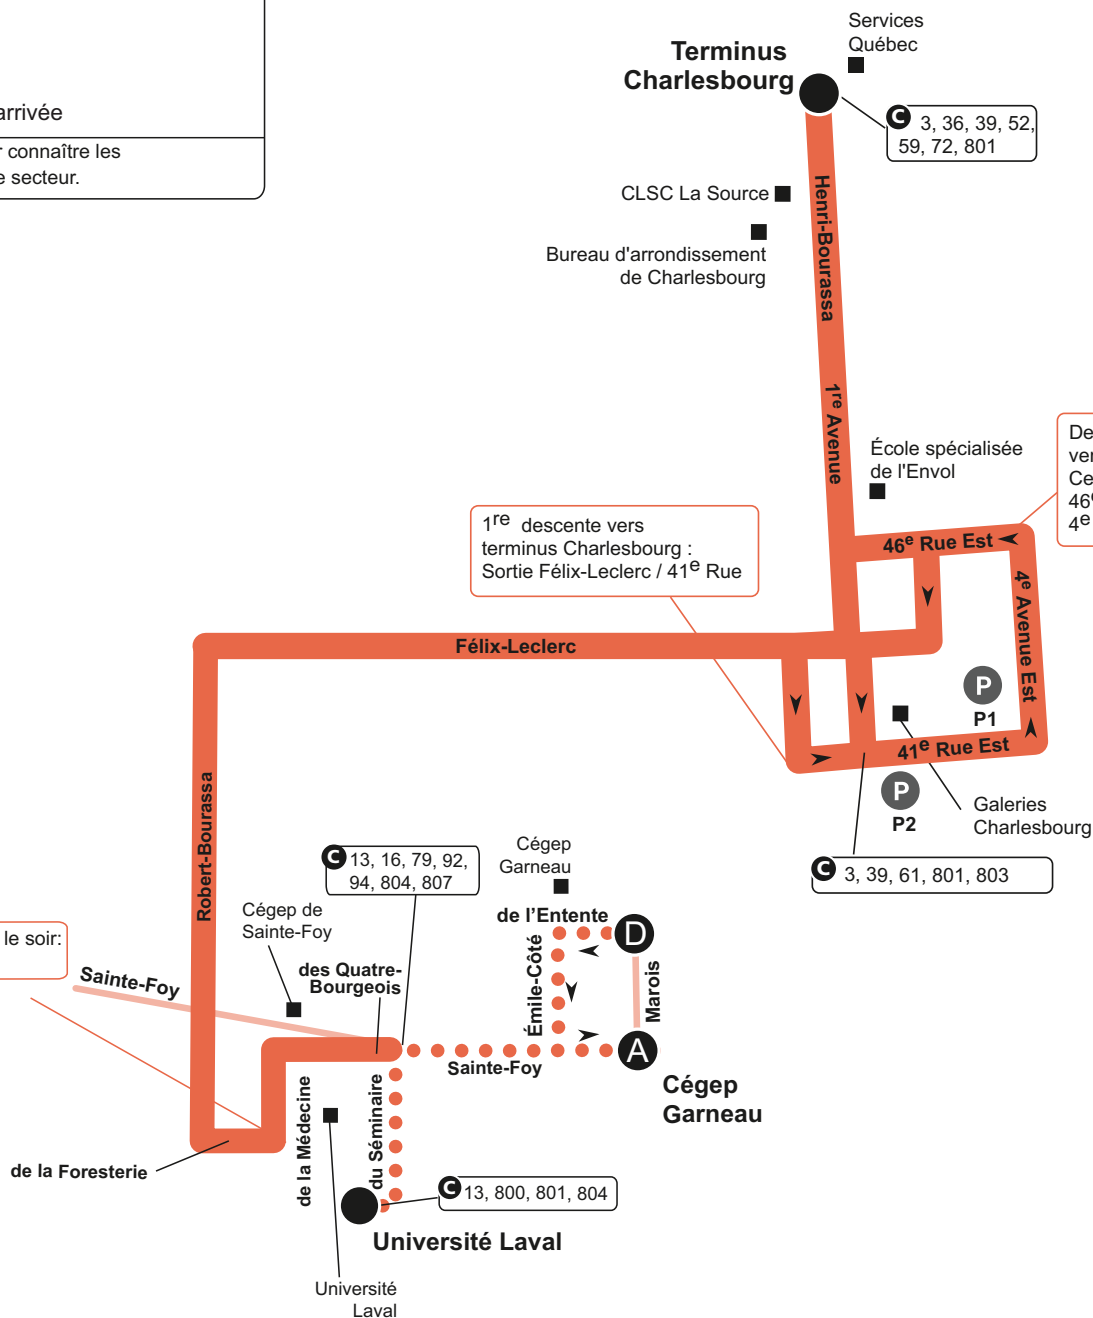 arrivée
r connaître les
e secteur.
Services
Québec
Terminus
Charlesbourg
C 3, 36, 39, 52,
59, 72, 801
CLSC La Source
Bureau d'arrondissement
de Charlesbourg
Henri-Bourassa
1re Avenue
École spécialisée
de l'Envol
De
ver
Ce
46e
4e
1re descente vers
terminus Charlesbourg :
Sortie Félix-Leclerc / 41e Rue
46e Rue Est
4e Avenue Est
Félix-Leclerc
P
P1
41e Rue Est
P
P2
Galeries
Charlesbourg
C 3, 39, 61, 801, 803
Robert-Bourassa
C 13, 16, 79, 92,
94, 804, 807
Cégep
Garneau
Cégep de
Sainte-Foy
de l'Entente
D
Émile-Côté
Marois
le soir:
Sainte-Foy
des Quatre-
Bourgeois
Sainte-Foy
A
Cégep
Garneau
de la Médecine
du Séminaire
de la Foresterie
C 13, 800, 801, 804
Université Laval
Université
Laval